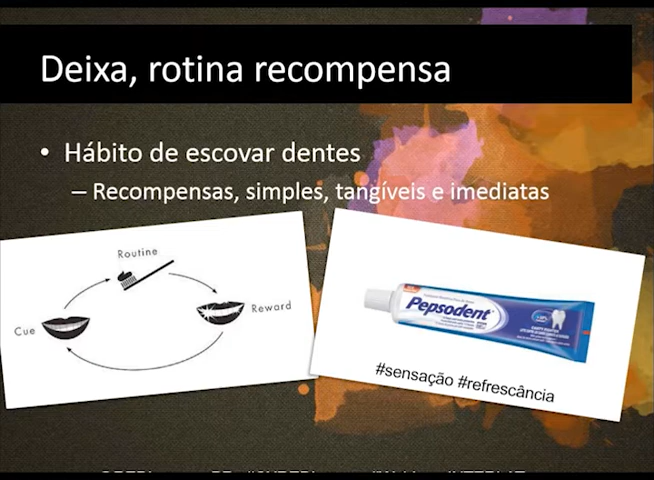 Deixa, rotina recompensa
• Hábito de escovar dentes
– Recompensas, simples, tangíveis e imediatas
Routine
Cue
Reward
Pepsodent
#sensação #refrescância